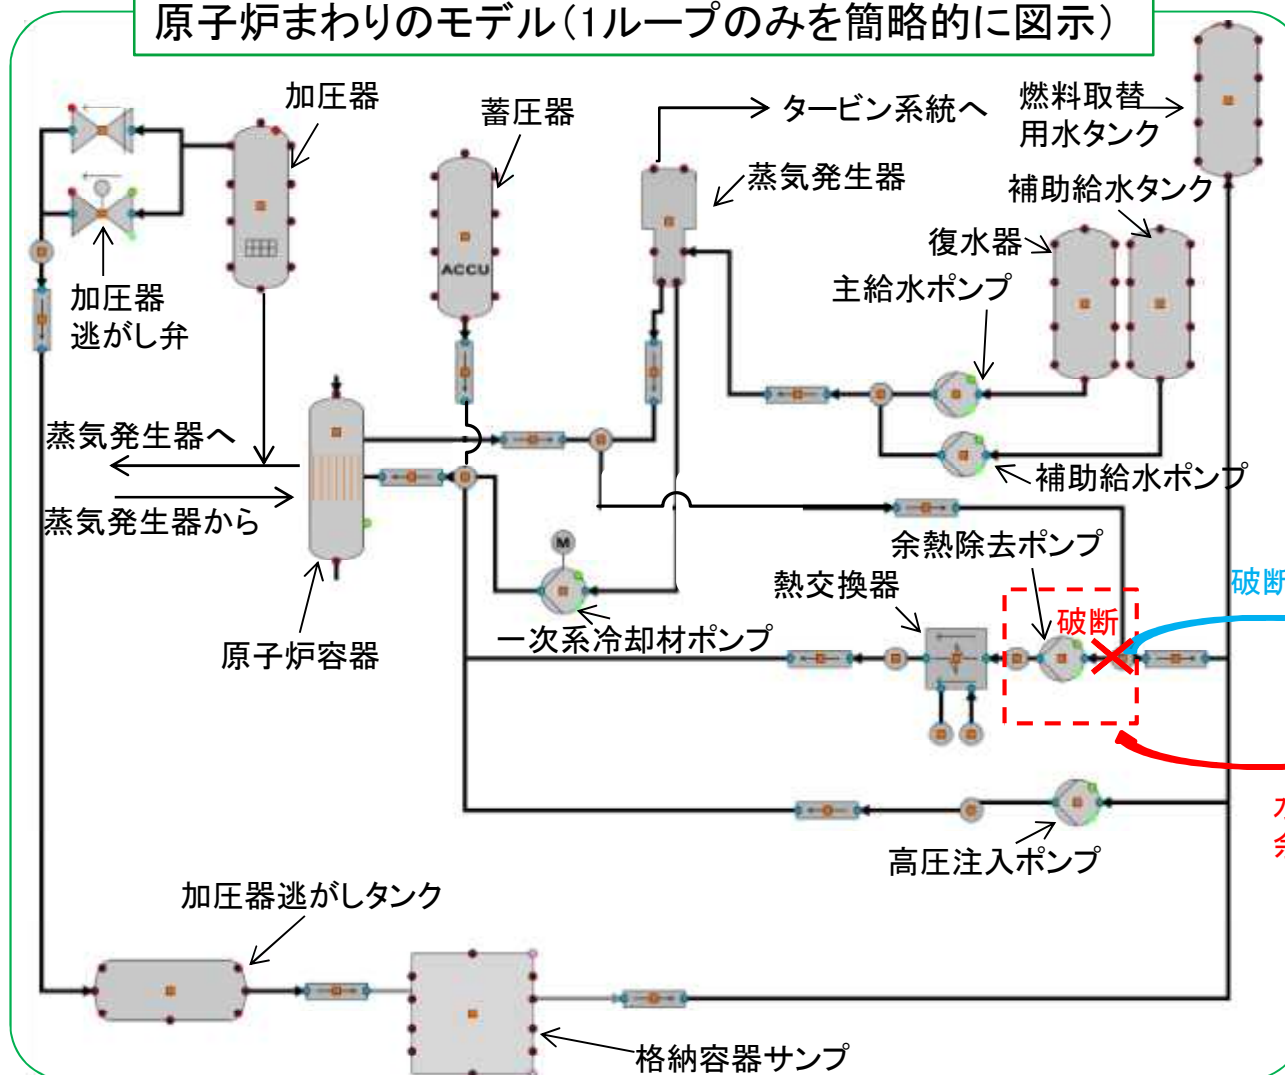 原子炉まわりのモデル（1ループのみを簡略的に図示）
加圧器
蓄圧器
タービン系統へ
燃料取替
用水タンク
蒸気発生器
補助給水タンク
復水器
主給水ポンプ
ACCU
加圧器
逃がし弁
蒸気発生器へ
蒸気発生器から
補助給水ポンプ
M
余熱除去ポンプ
熱交換器
破断
破断
一次系冷却材ポンプ
原子炉容器
高圧注入ポンプ
加圧器逃がしタンク
格納容器サンプ